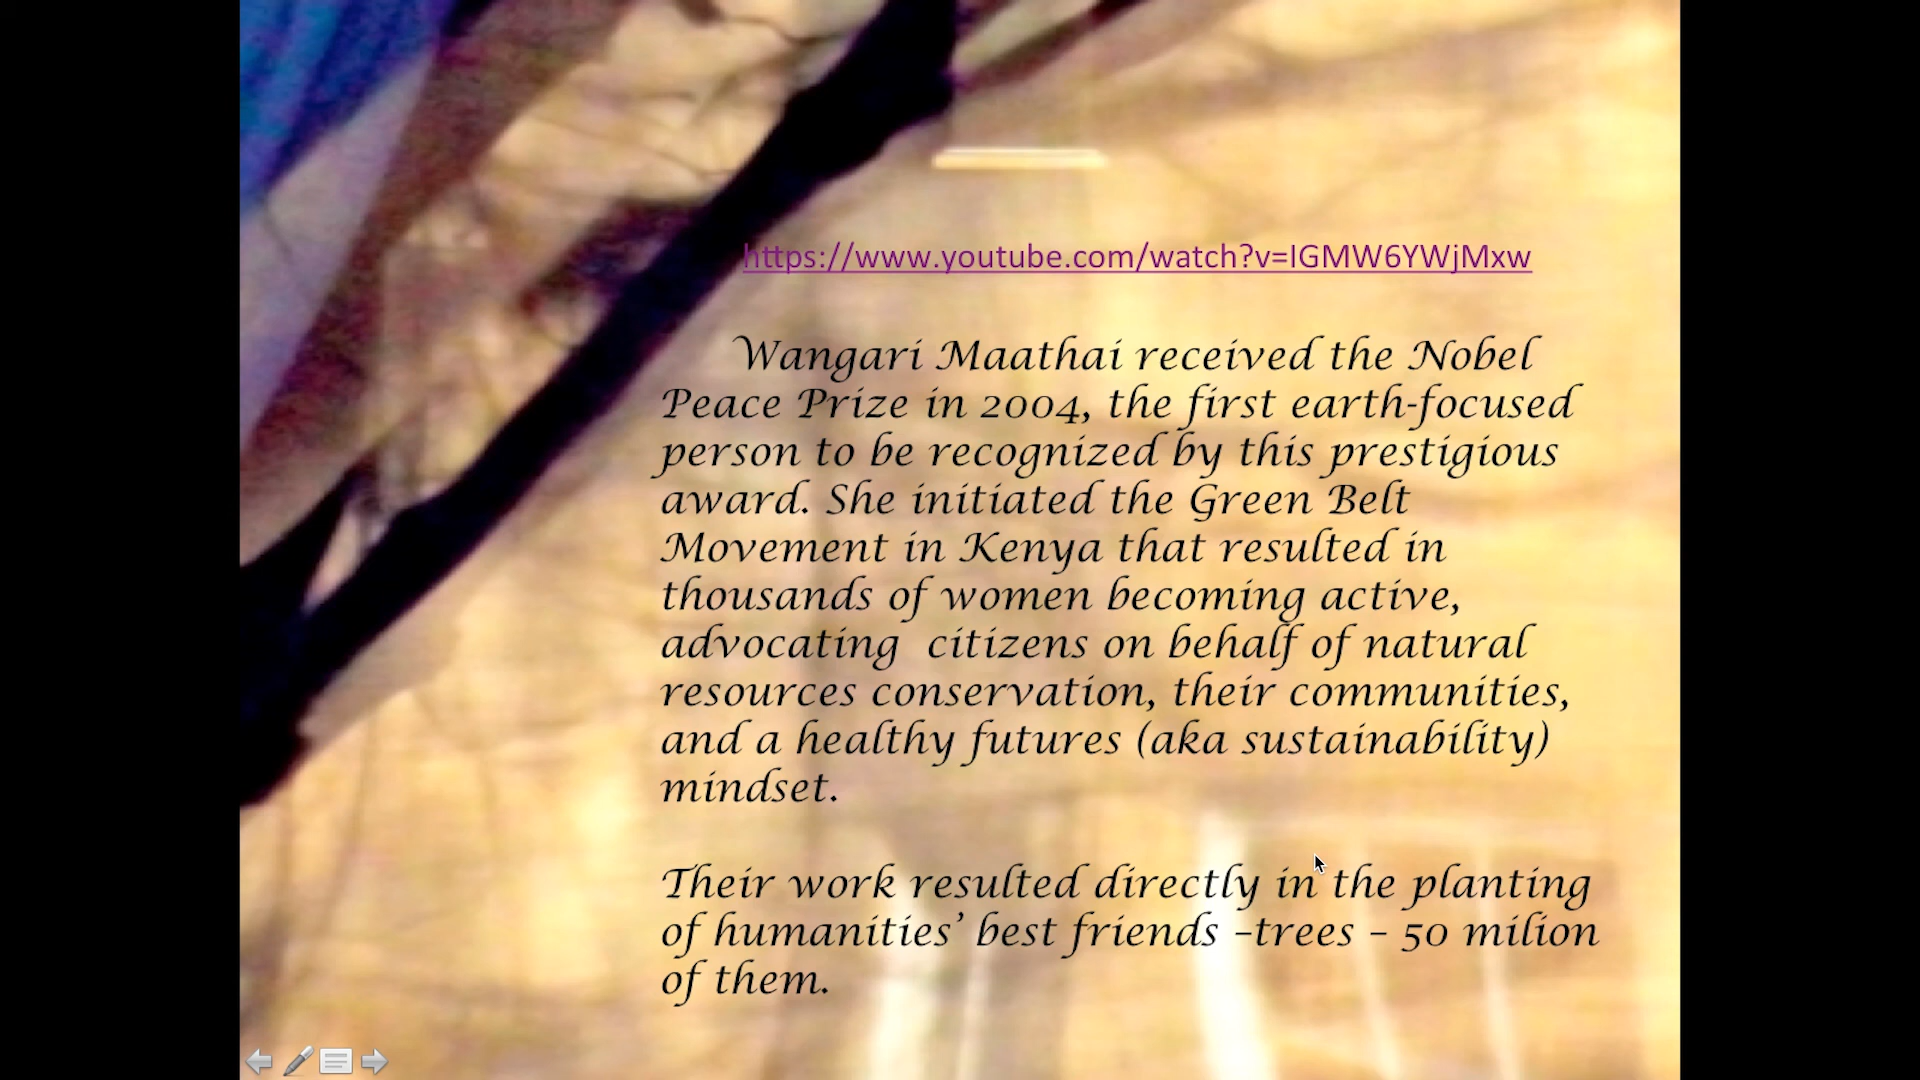 https://www.youtube.com/watch?v=IGMW6YWjMxw
Wangari Maathai received the Nobel
Peace Prize in 2004, the first earth-focused
person to be recognized by this prestigious
award. She initiated the Green Belt
Movement in Kenya that resulted in
thousands of women becoming active,
advocating  citizens on behalf of natural
resources conservation, their communities,
and a healthy futures (aka sustainability)
mindset.
Their work resulted directly in the planting
of humanities’ best friends –trees – 50 milion
of them.